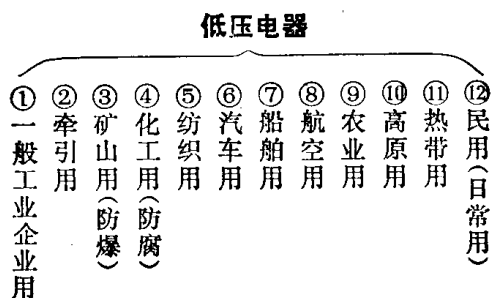 低压电器
①一般工业企业用
②牵引用
③矿山用(防爆)
④化工用(防腐)
⑤纺织用
⑥汽车用
⑦船舶用
⑧航空用
⑨农业用
⑩高原用
⑪热带用
⑫民用(日常用)